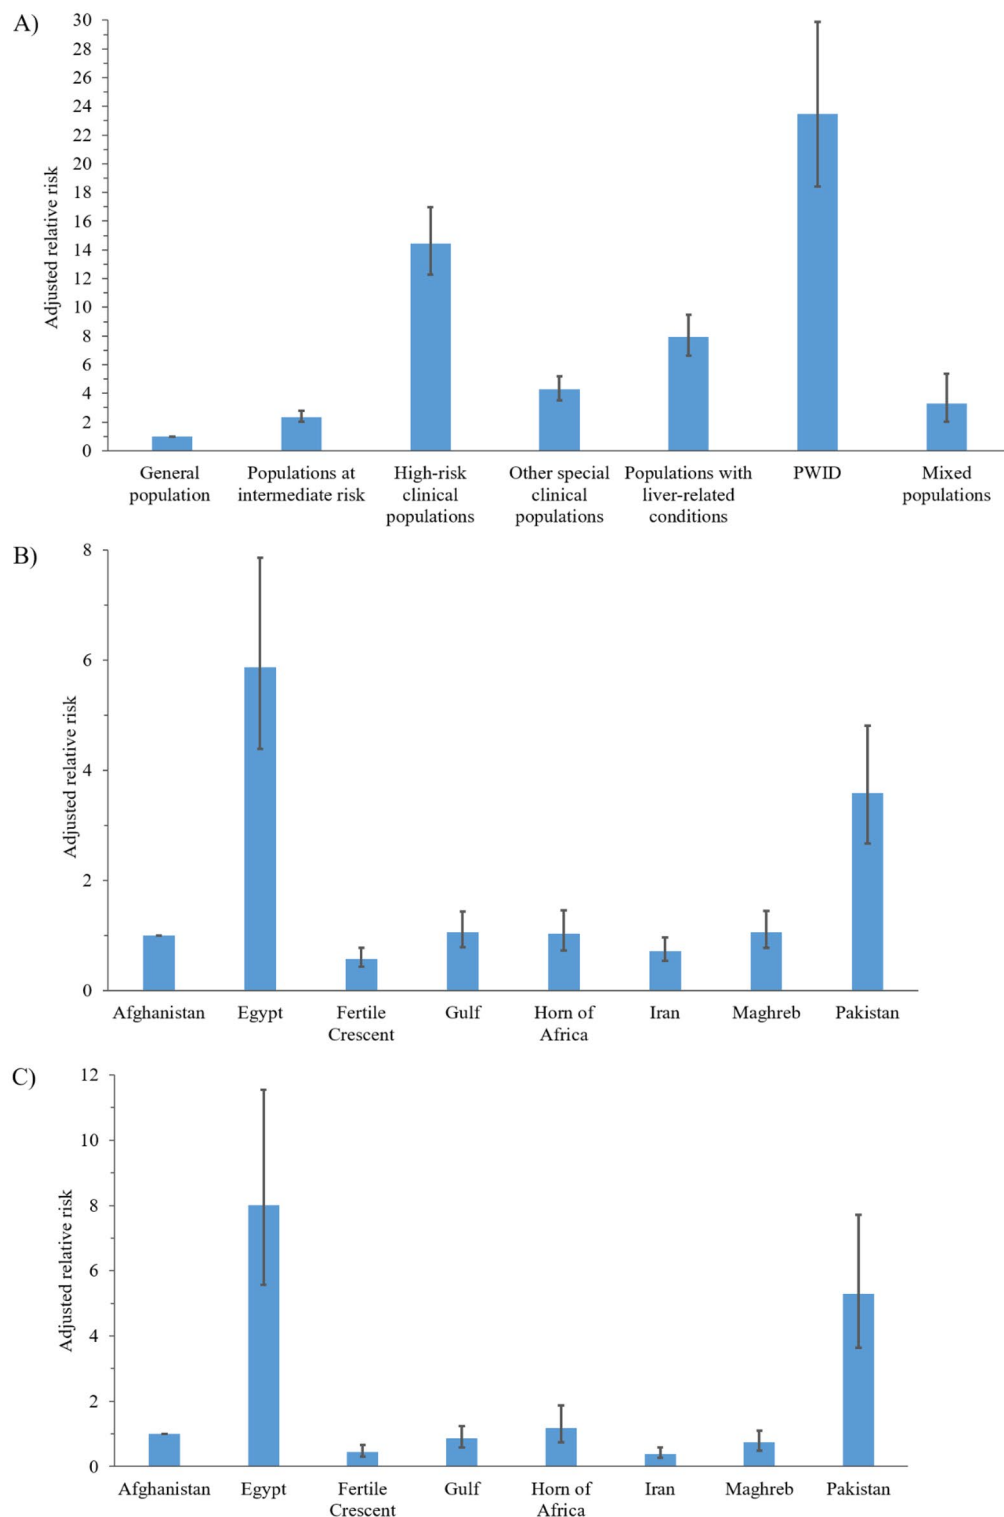 A)
Adjusted relative risk
30
28
26
24
22
20
18
16
14
12
10
8
6
4
2
0
General
population
Populations at
intermediate risk
High-risk
clinical
populations
Other special
clinical
populations
Populations with
liver-related
conditions
PWID
Mixed
populations
B)
Adjusted relative risk
8
6
4
2
0
Afghanistan
Egypt
Fertile
Crescent
Gulf
Horn of
Africa
Iran
Maghreb
Pakistan
C)
Adjusted relative risk
12
10
8
6
4
2
0
Afghanistan
Egypt
Fertile
Crescent
Gulf
Horn of
Africa
Iran
Maghreb
Pakistan